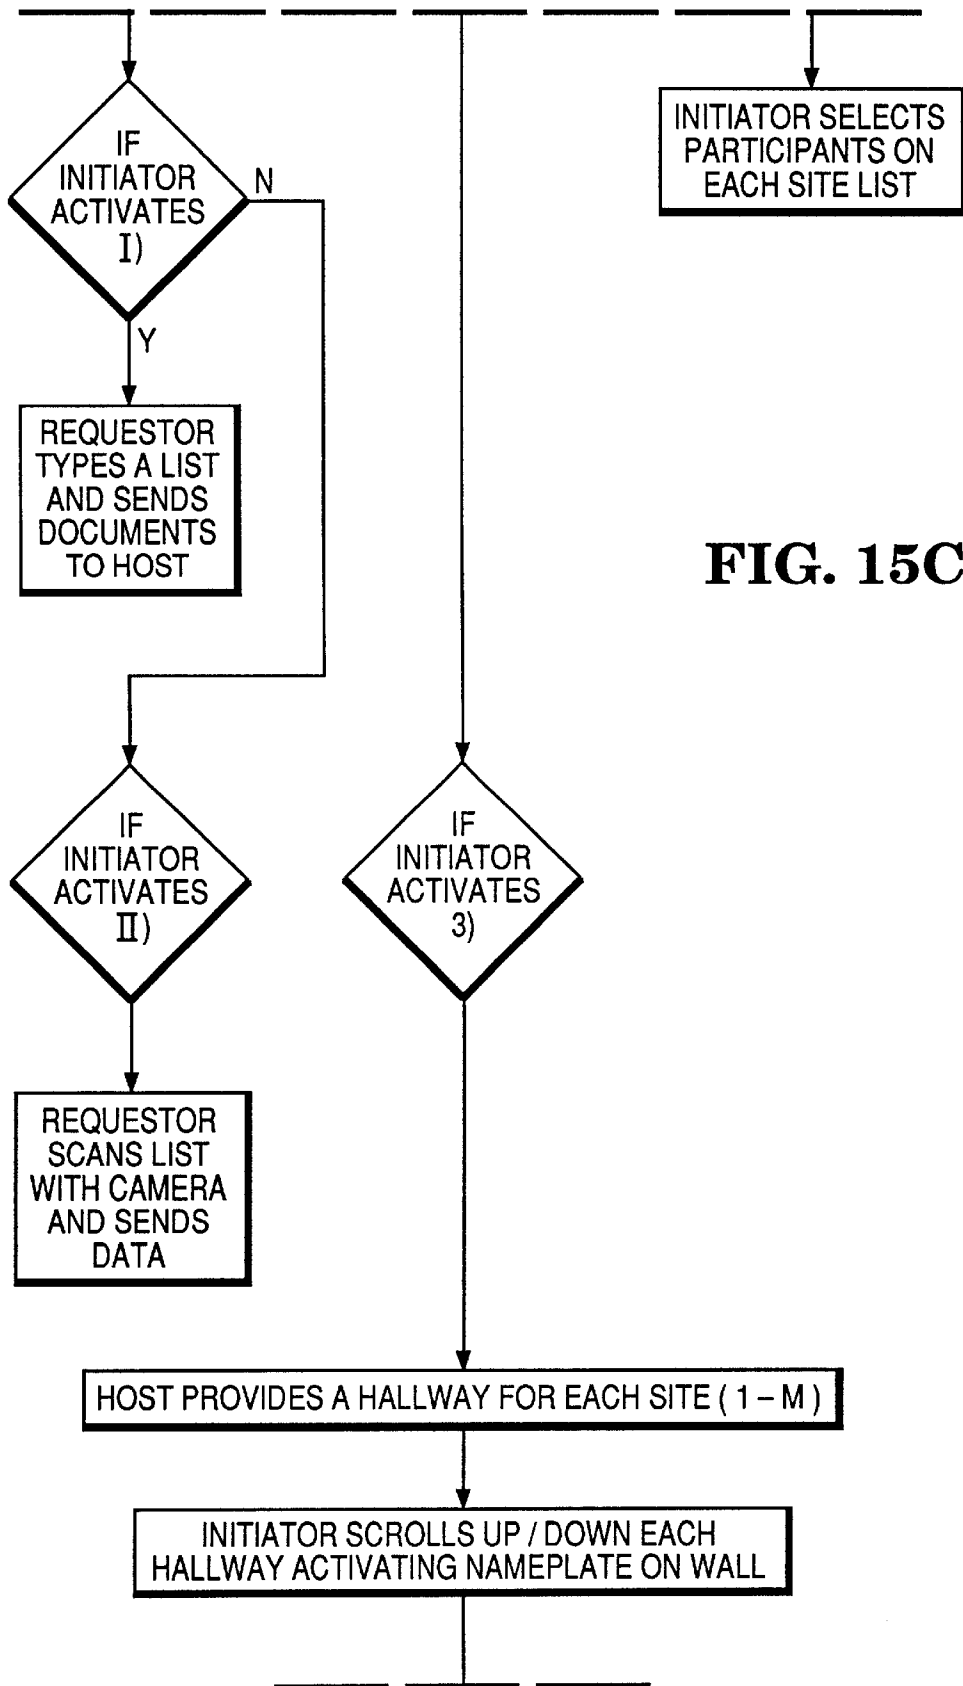 IF
INITIATOR
ACTIVATES
I)
N
Y
INITIATOR SELECTS
PARTICIPANTS ON
EACH SITE LIST
REQUESTOR
TYPES A LIST
AND SENDS
DOCUMENTS
TO HOST
FIG. 15C
IF
INITIATOR
ACTIVATES
II)
IF
INITIATOR
ACTIVATES
3)
REQUESTOR
SCANS LIST
WITH CAMERA
AND SENDS
DATA
HOST PROVIDES A HALLWAY FOR EACH SITE ( 1 – M )
INITIATOR SCROLLS UP / DOWN EACH
HALLWAY ACTIVATING NAMEPLATE ON WALL